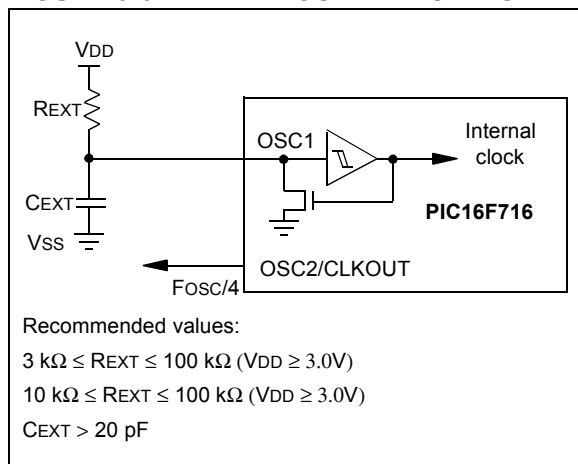 VDD
REXT
OSC1
Internal
clock
PIC16F716
CEXT
VSS
OSC2/CLKOUT
FOSC/4
Recommended values:
3 kΩ ≤ REXT ≤ 100 kΩ (VDD ≥ 3.0V)
10 kΩ ≤ REXT ≤ 100 kΩ (VDD ≥ 3.0V)
CEXT > 20 pF